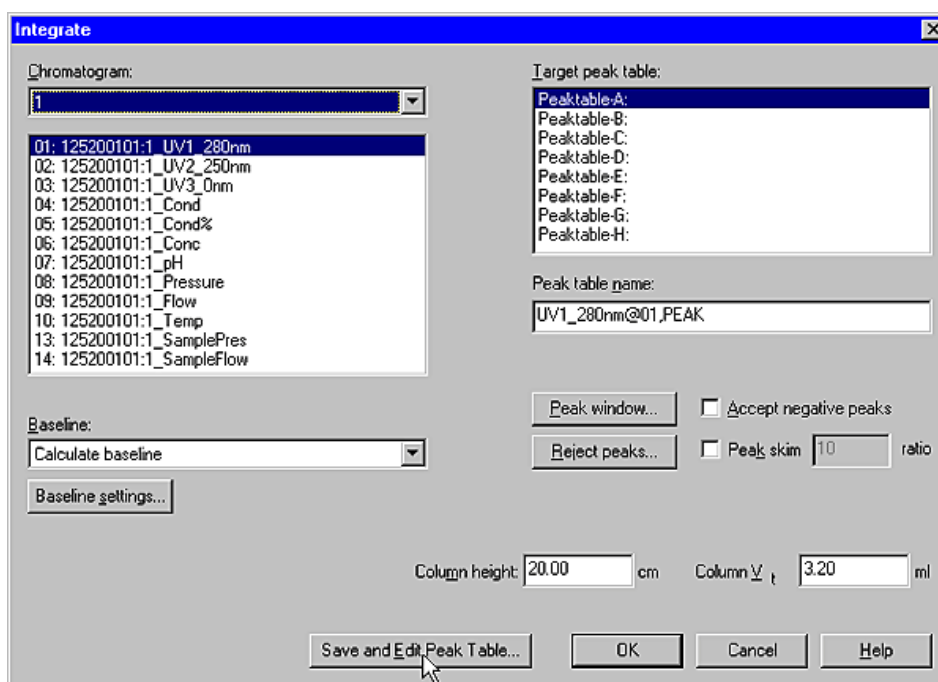 Integrate
Chromatogram:
1
01: 125200101:1_UV1_280nm
02: 125200101:1_UV2_250nm
03: 125200101:1_UV3_0nm
04: 125200101:1_Cond
05: 125200101:1_Cond%
06: 125200101:1_Conc
07: 125200101:1_pH
08: 125200101:1_Pressure
09: 125200101:1_Flow
10: 125200101:1_Temp
13: 125200101:1_SamplePres
14: 125200101:1_SampleFlow
Baseline:
Calculate baseline
Baseline settings...
Target peak table:
Peaktable-A:
Peaktable-B:
Peaktable-C:
Peaktable-D:
Peaktable-E:
Peaktable-F:
Peaktable-G:
Peaktable-H:
Peak table name:
UV1_280nm@01,PEAK
Peak window... Accept negative peaks
Reject peaks... Peak skim 10 ratio
Column height: 20.00 cm Column V t 3.20 ml
Save and Edit Peak Table... OK Cancel Help